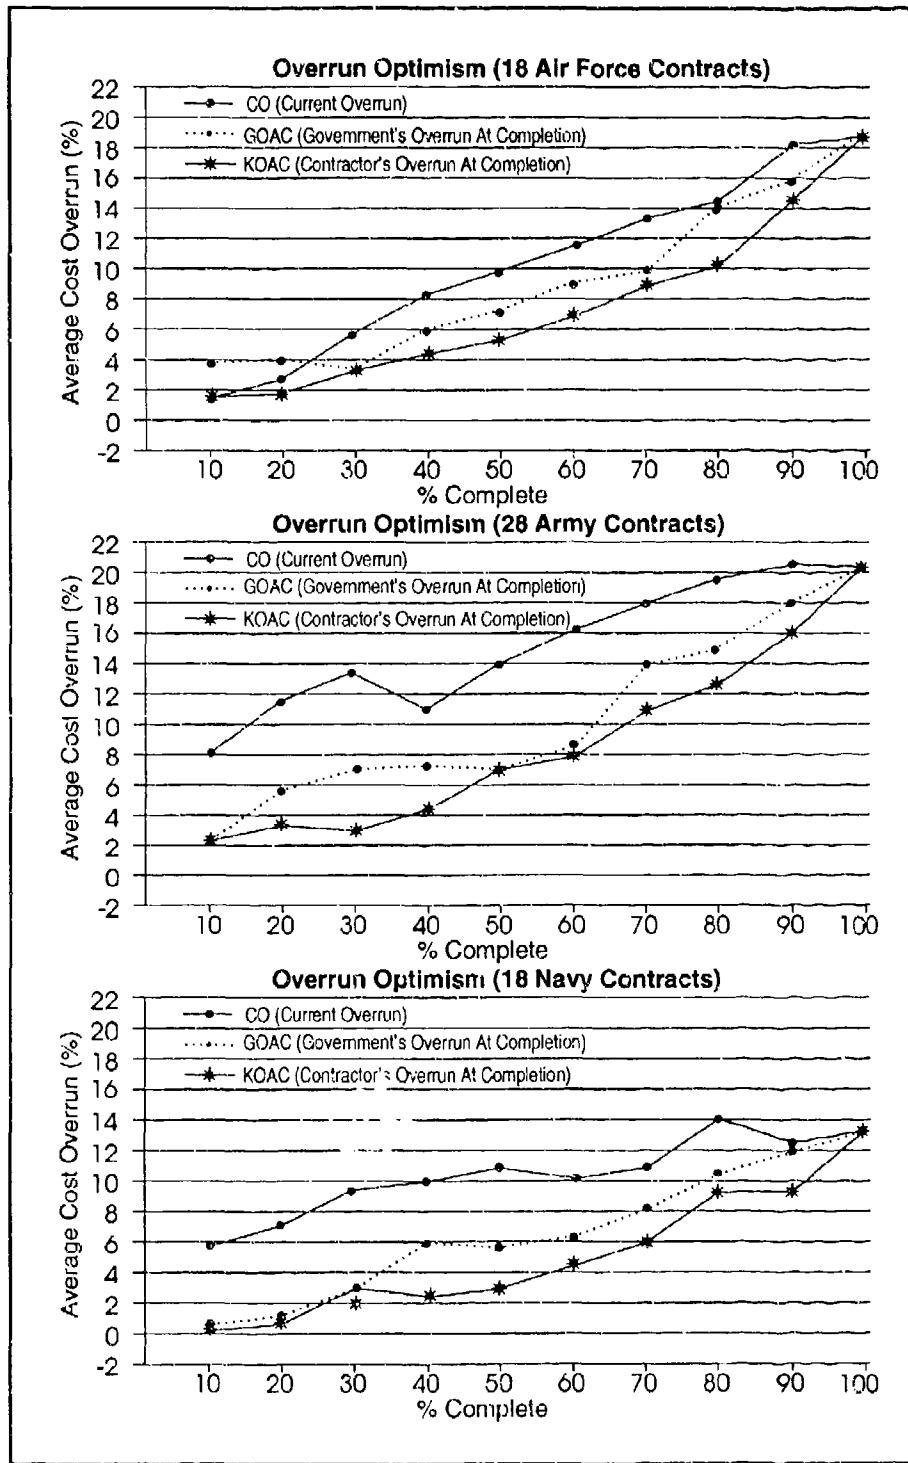 Overrun Optimism (18 Air Force Contracts)
22
20
18
16
14
12
10
8
6
4
2
0
-2
Average Cost Overrun (%)
CO (Current Overrun)
GOAC (Government's Overrun At Completion)
KOAC (Contractor's Overrun At Completion)
10 20 30 40 50 60 70 80 90 100
% Complete
Overrun Optimism (28 Army Contracts)
22
20
18
16
14
12
10
8
6
4
2
0
-2
Average Cost Overrun (%)
CO (Current Overrun)
GOAC (Government's Overrun At Completion)
KOAC (Contractor's Overrun At Completion)
10 20 30 40 50 60 70 80 90 100
% Complete
Overrun Optimism (18 Navy Contracts)
22
20
18
16
14
12
10
8
6
4
2
0
-2
Average Cost Overrun (%)
CO (Current Overrun)
GOAC (Government's Overrun At Completion)
KOAC (Contractor's Overrun At Completion)
10 20 30 40 50 60 70 80 90 100
% Complete